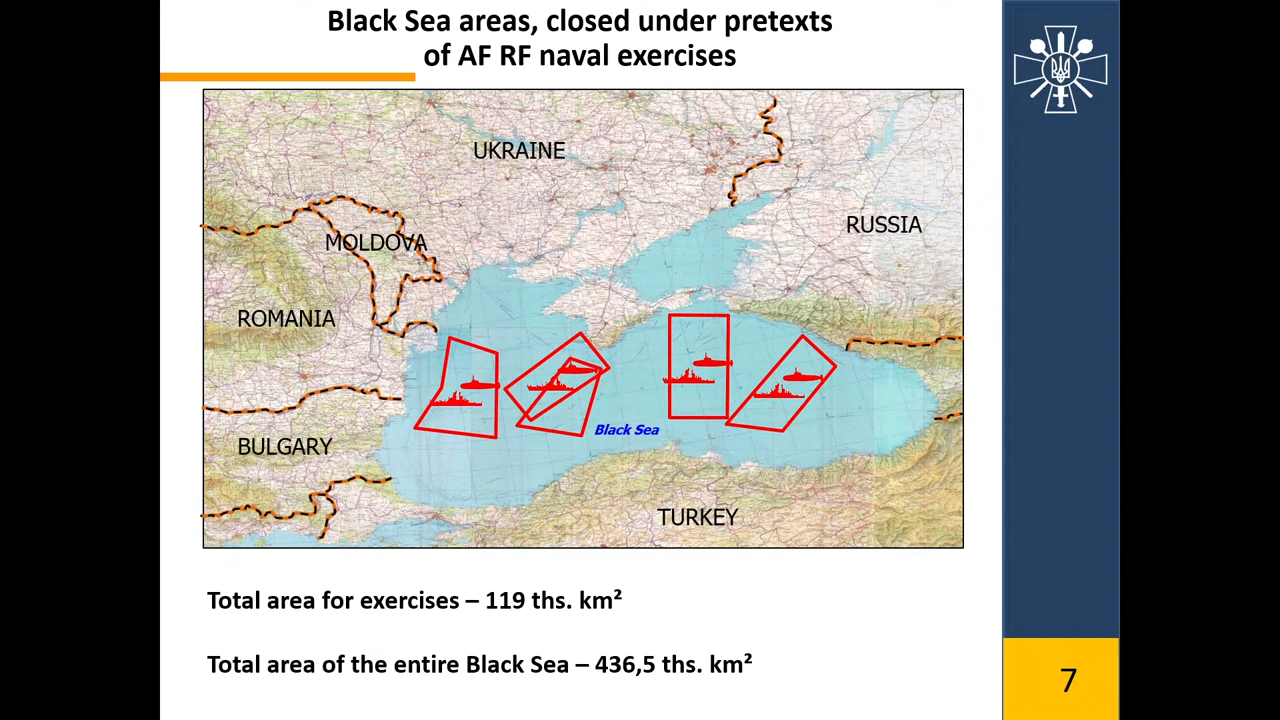 Black Sea areas, closed under pretexts
of AF RF naval exercises
UKRAINE
RUSSIA
MOLDOVA
ROMANIA
Black Sea
BULGARY
TURKEY
Total area for exercises – 119 ths. km²
Total area of the entire Black Sea – 436,5 ths. km²
7